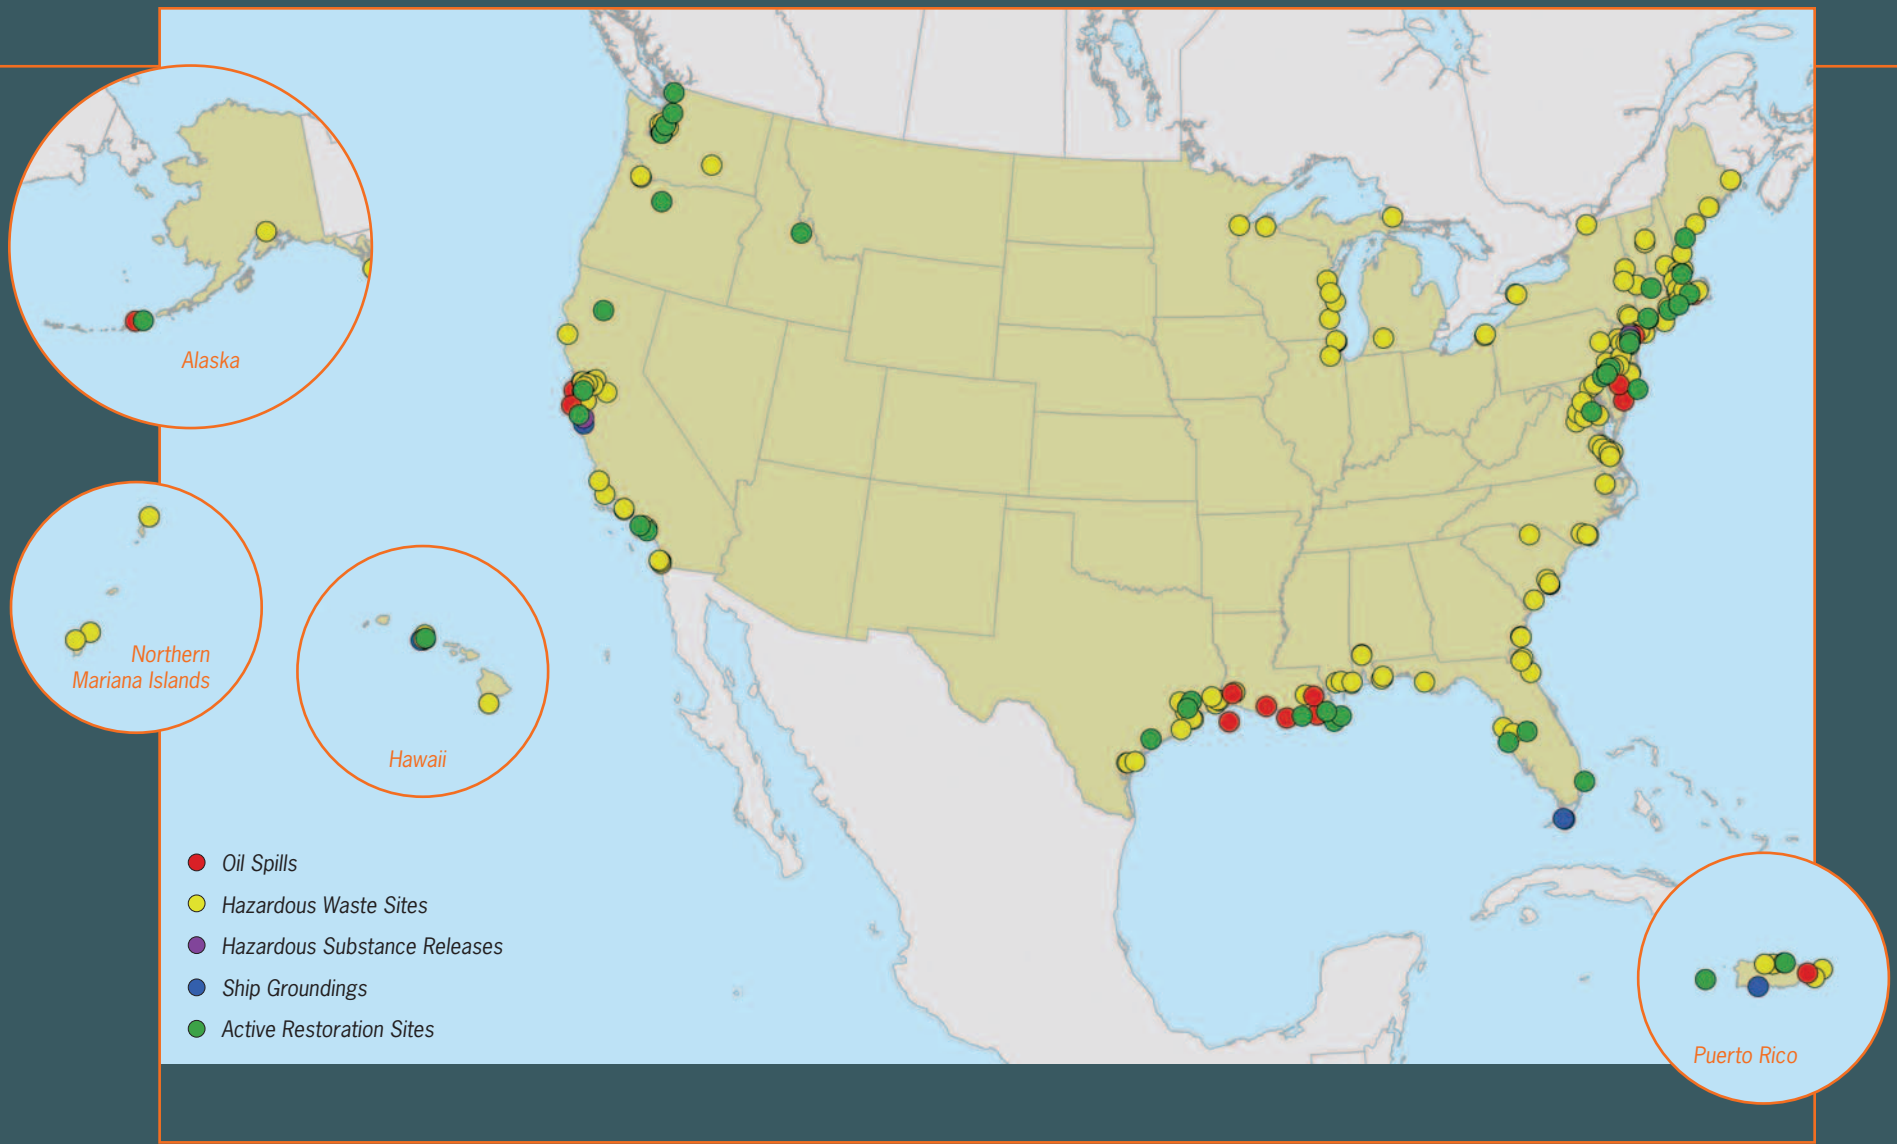 Alaska
Northern
Mariana Islands
Hawaii
Oil Spills
Hazardous Waste Sites
Hazardous Substance Releases
Ship Groundings
Active Restoration Sites
Puerto Rico